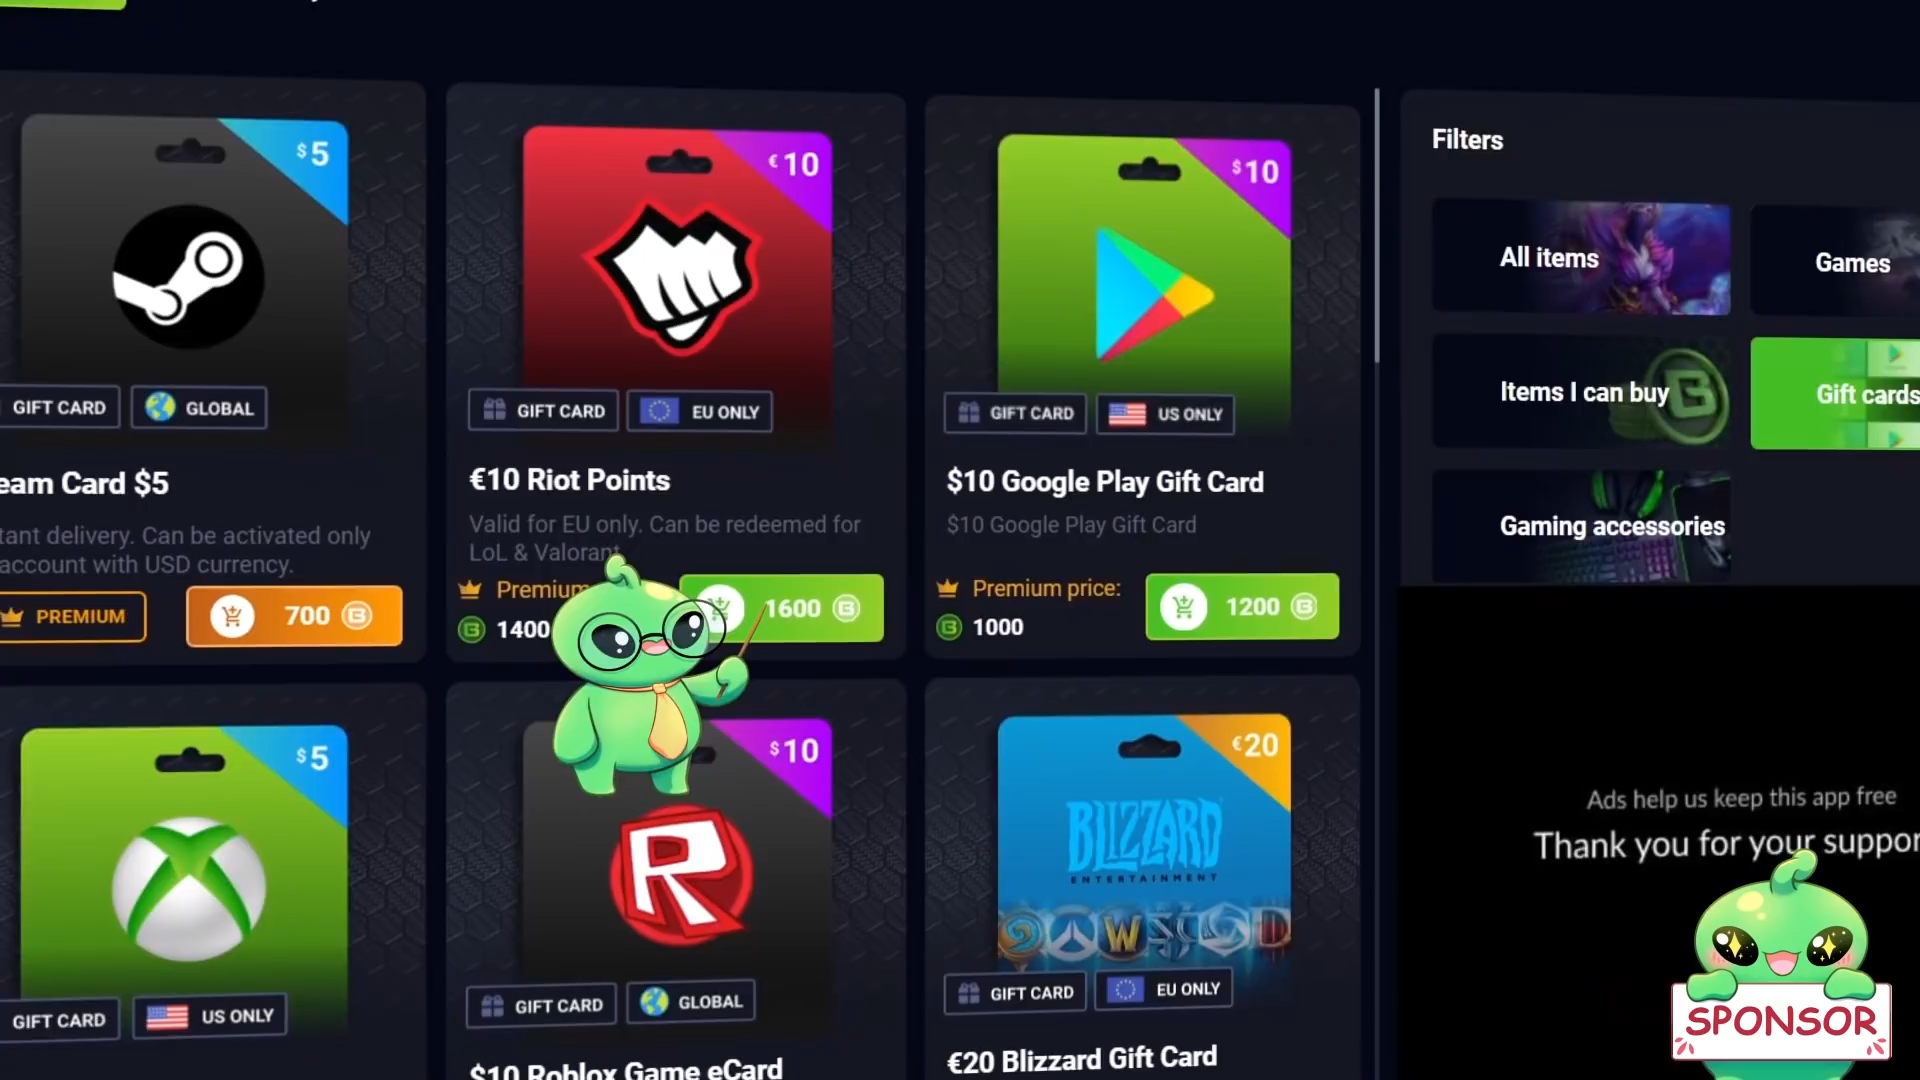 $5
GIFT CARD
GLOBAL
eam Card $5
tant delivery. Can be activated only
account with USD currency.
PREMIUM
700
€10
GIFT CARD
EU ONLY
€10 Riot Points
Valid for EU only. Can be redeemed for
LoL & Valorant
Premium
1400
1600
$10
GIFT CARD
US ONLY
$10 Google Play Gift Card
$10 Google Play Gift Card
Premium price:
1000
1200
$5
GIFT CARD
US ONLY
$10
GIFT CARD
GLOBAL
$10 Roblox Game eCard
€20
BLIZZARD
ENTERTAINMENT
GIFT CARD
EU ONLY
€20 Blizzard Gift Card
Filters
All items
Games
Items I can buy
Gift cards
Gaming accessories
Ads help us keep this app free
Thank you for your suppor
SPONSOR